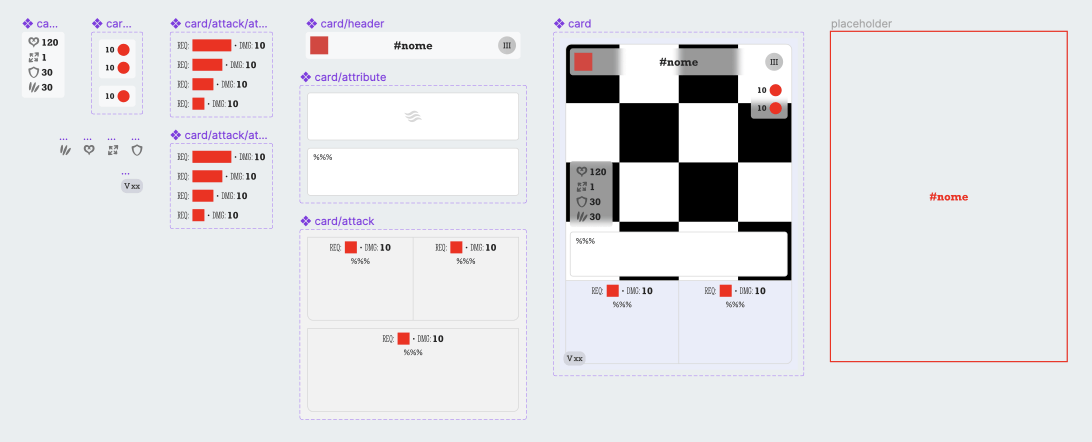 ca...
120
1
30
30
...
...
...
...
...
V xx
car...
10
10
10
card/attack/at...
REQ: • DMG: 10
REQ: • DMG: 10
REQ: • DMG: 10
REQ: • DMG: 10
card/attack/at...
REQ: • DMG: 10
REQ: • DMG: 10
REQ: • DMG: 10
REQ: • DMG: 10
card/header
#nome
III
card/attribute
%%%
card/attack
REQ: • DMG: 10
%%%
REQ: • DMG: 10
%%%
REQ: • DMG: 10
%%%
card
#nome
III
10
10
120
1
30
30
%%%
REQ: • DMG: 10
%%%
REQ: • DMG: 10
%%%
V xx
placeholder
#nome